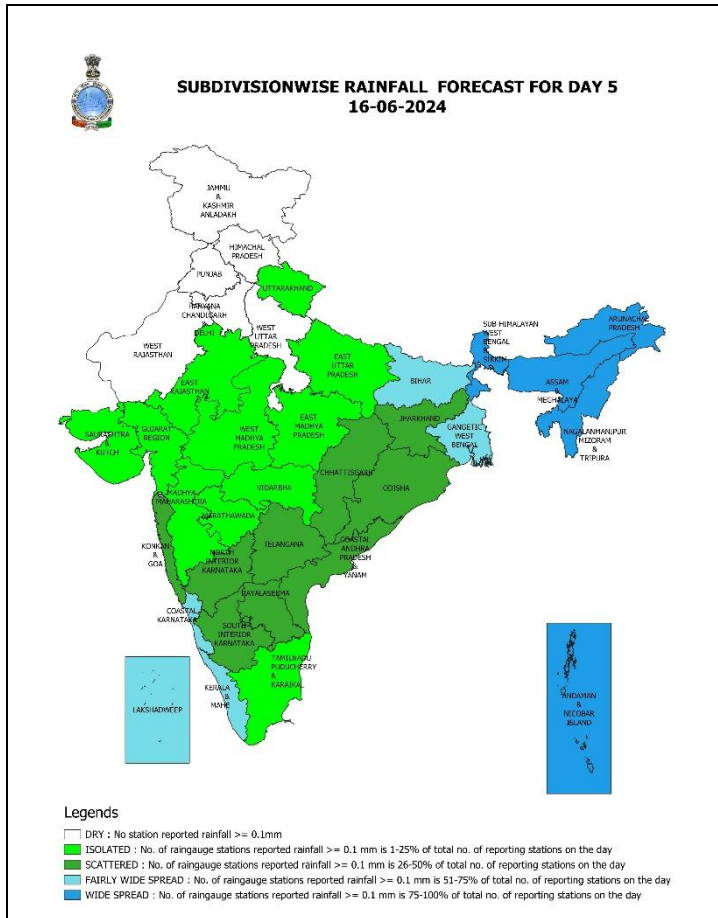 SUBDIVISIONWISE RAINFALL FORECAST FOR DAY 5
16-06-2024
JAMMU
&
KASHMIR
ANLADAKH
HIMACHAL
PRADESH
PUNJAB
UTTARAKHAND
HARYANA
CHANDIGARH
&
DELHI
WEST
UTTAR
PRADESH
WEST
RAJASTHAN
SUB-HIMALAYAN
WEST
BENGAL
&
SIKKIM
ARUNACHAL
PRADESH
EAST
UTTAR
PRADESH
BIHAR
EAST
RAJASTHAN
ASSAM
&
MEGHALAYA
JHARKHAND
GANGETIC
WEST
BENGAL
NAGALANMANJPUR
MIZORAM
&
TRIPURA
SAURASHTRA
&
KUTCH
GUJARAT
REGION
WEST
MADHYA
PRADESH
EAST
MADHYA
PRADESH
CHHATTISGARH
ODISHA
VIDARBHA
MADHYA
MAHARASHTRA
MARATHAWADA
KONKAN
&
GOA
TELANGANA
COASTAL
ANDHRA
PRADESH
&
YANAM
NORTH
INTERIOR
KARNATAKA
RAYALASEEMA
COASTAL
KARNATAKA
SOUTH
INTERIOR
KARNATAKA
TAMILNADU
PUDUCHERRY
&
KARAIKAL
KERALA
&
MAHE
LAKSHADWEEP
ANDAMAN
&
NICOBAR
ISLAND
Legends
DRY : No station reported rainfall >= 0.1mm
ISOLATED : No. of raingauge stations reported rainfall >= 0.1 mm is 1-25% of total no. of reporting stations on the day
SCATTERED : No. of raingauge stations reported rainfall >= 0.1 mm is 26-50% of total no. of reporting stations on the day
FAIRLY WIDE SPREAD : No. of raingauge stations reported rainfall >= 0.1 mm is 51-75% of total no. of reporting stations on the day
WIDE SPREAD : No. of raingauge stations reported rainfall >= 0.1 mm is 75-100% of total no. of reporting stations on the day